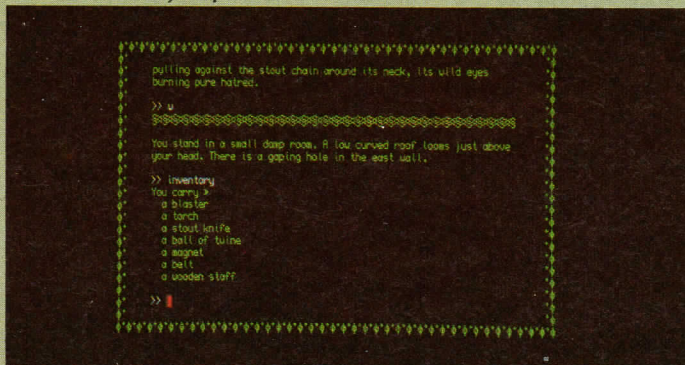 pulling against the stout chain around its neck, its wild eyes
burning pure hatred.
>> w
You stand in a small damp room. A low curved roof looms just above
your head. There is a gaping hole in the east wall.
>> inventory
You carry >
a blaster
a torch
a stout knife
a ball of twine
a magnet
a belt
a wooden staff
>>